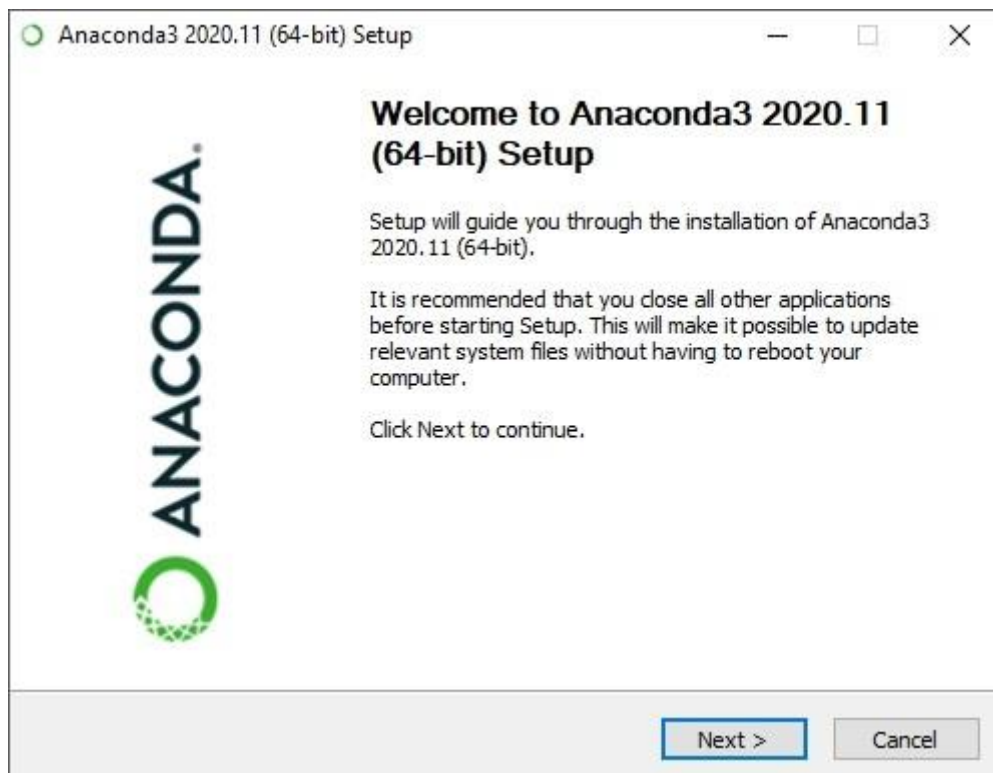 Anaconda3 2020.11 (64-bit) Setup
Welcome to Anaconda3 2020.11
(64-bit) Setup
Setup will guide you through the installation of Anaconda3
2020.11 (64-bit).
It is recommended that you close all other applications
before starting Setup. This will make it possible to update
relevant system files without having to reboot your
computer.
Click Next to continue.
ANACONDA.
Next >
Cancel